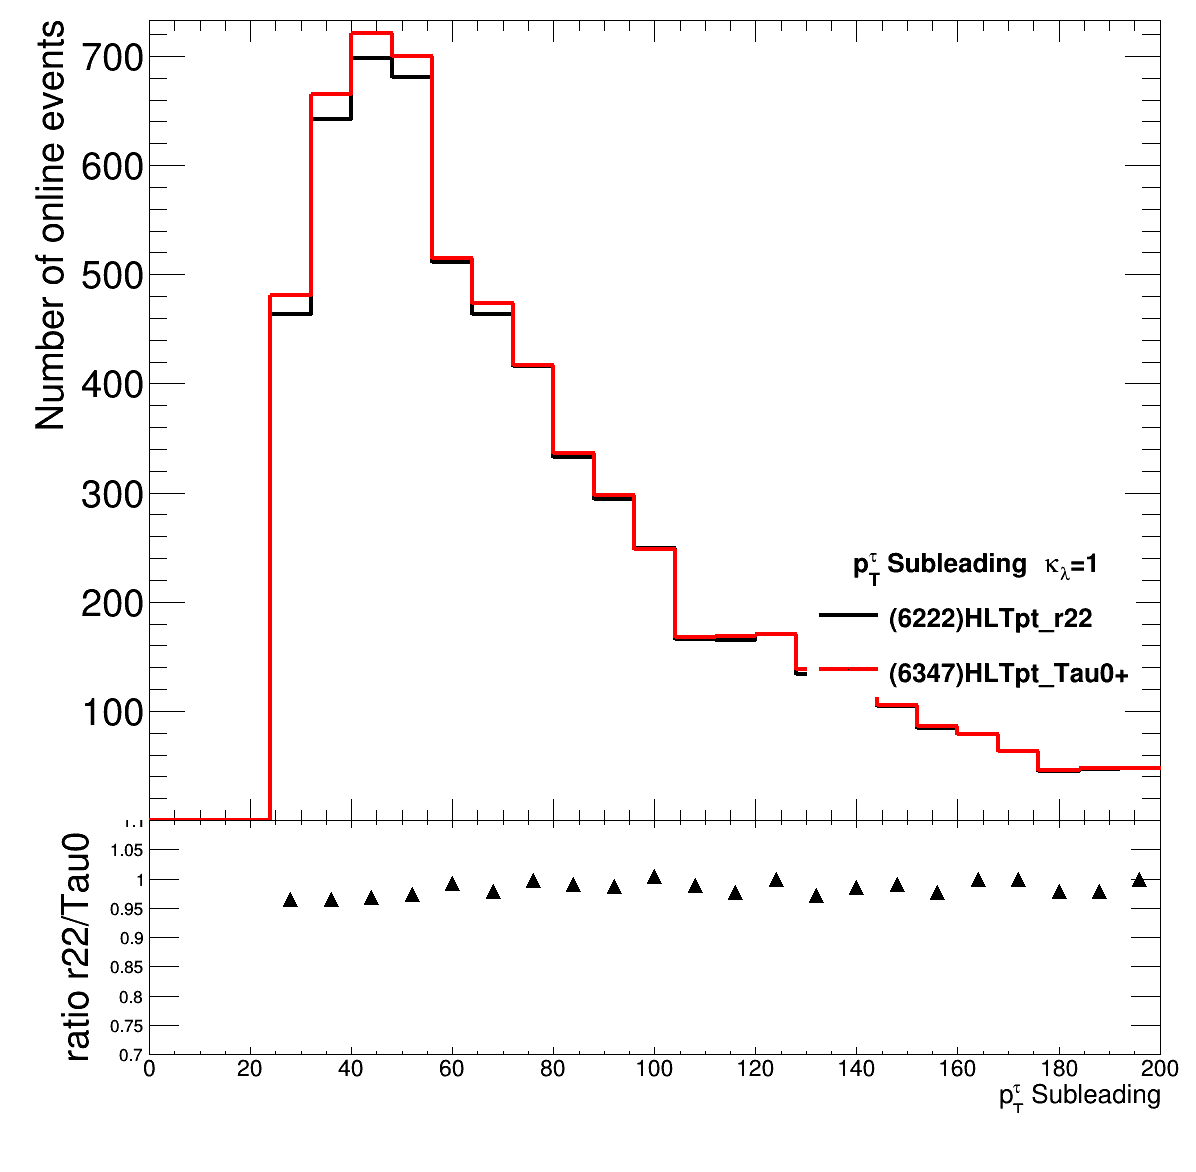 Number of online events
700
600
500
400
300
200
100
p_T^τ Subleading κ_λ=1
(6222)HLTpt_r22
(6347)HLTpt_Tau0+
ratio r22/Tau0
1.1
1.05
1
0.95
0.9
0.85
0.8
0.75
0.7
0 20 40 60 80 100 120 140 160 180 200
p_T^τ Subleading